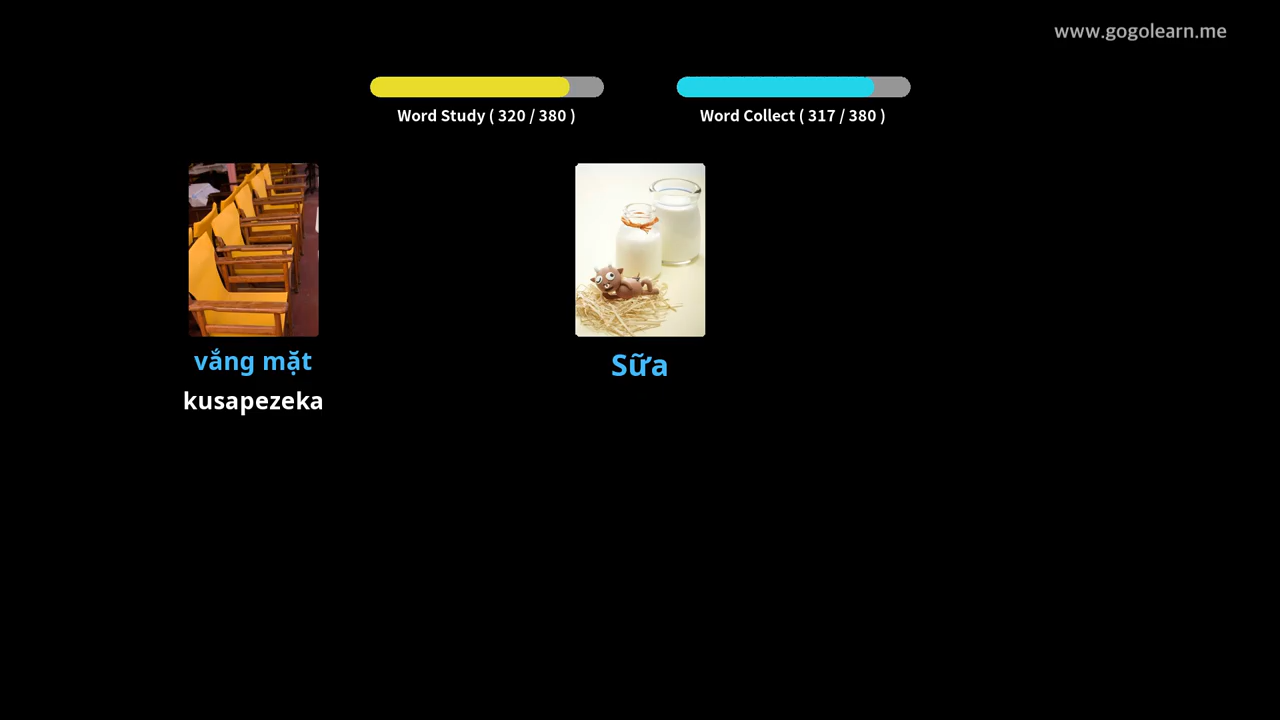 www.gogolearn.me
Word Study ( 320 / 380 )
Word Collect ( 317 / 380 )
vắng mặt
kusapezeka
Sữa